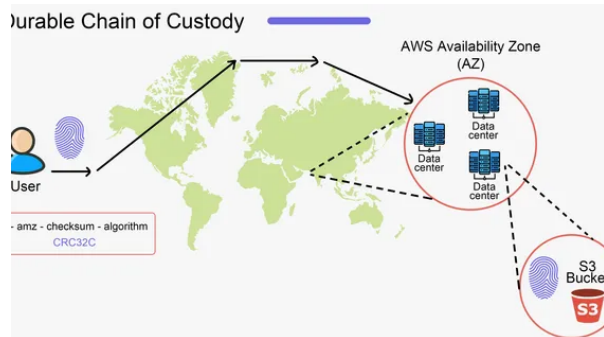 Durable Chain of Custody
AWS Availability Zone
(AZ)
Data
center
Data
center
Data
center
User
- amz - checksum - algorithm
CRC32C
S3
Bucke
S3